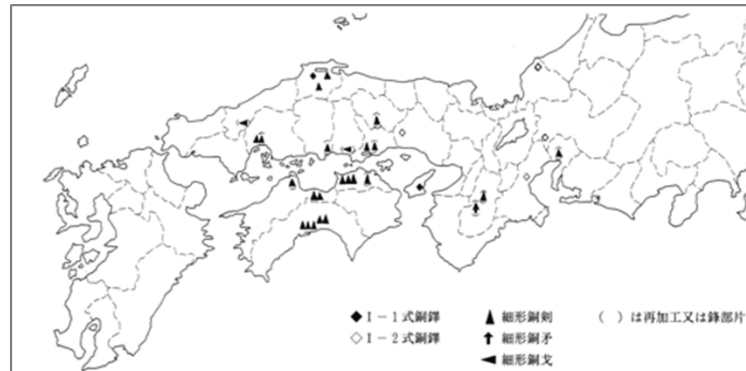 ◆ Ⅰ－1式銅鐸
◇ Ⅰ－2式銅鐸
細形銅剣
細形銅矛
細形銅戈
（ ）は再加工又は鋒部片